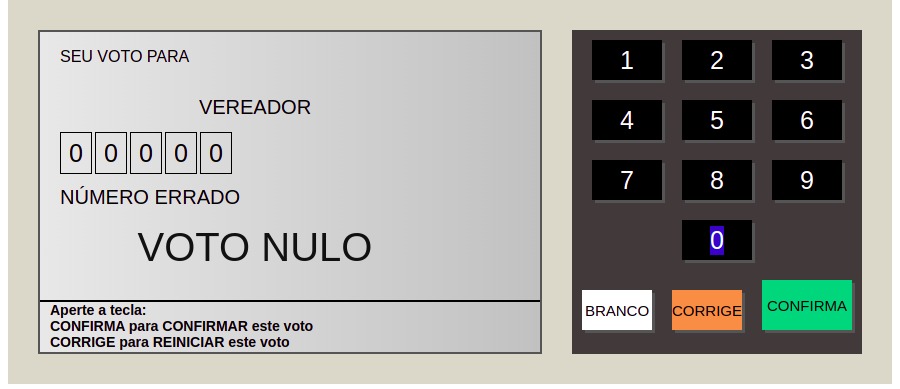 SEU VOTO PARA
VEREADOR
0 0 0 0 0
NÚMERO ERRADO
VOTO NULO
Aperte a tecla:
CONFIRMA para CONFIRMAR este voto
CORRIGE para REINICIAR este voto
1 2 3
4 5 6
7 8 9
0
BRANCO CORRIGE CONFIRMA